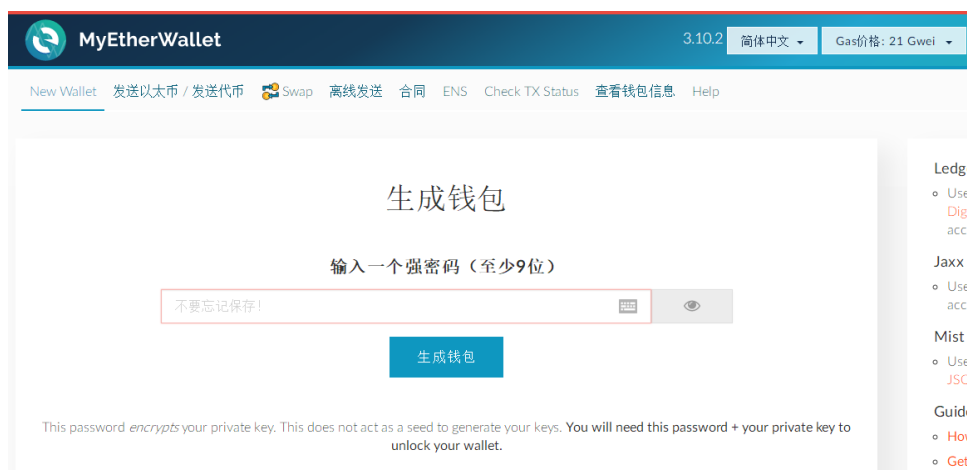 MyEtherWallet
3.10.2 简体中文 Gas价格: 21 Gwei
New Wallet 发送以太币 / 发送代币 Swap 离线发送 合同 ENS Check TX Status 查看钱包信息 Help
生成钱包
输入一个强密码（至少9位）
不要忘记保存！
生成钱包
This password encrypts your private key. This does not act as a seed to generate your keys. You will need this password + your private key to
unlock your wallet.
Jaxx
Mist